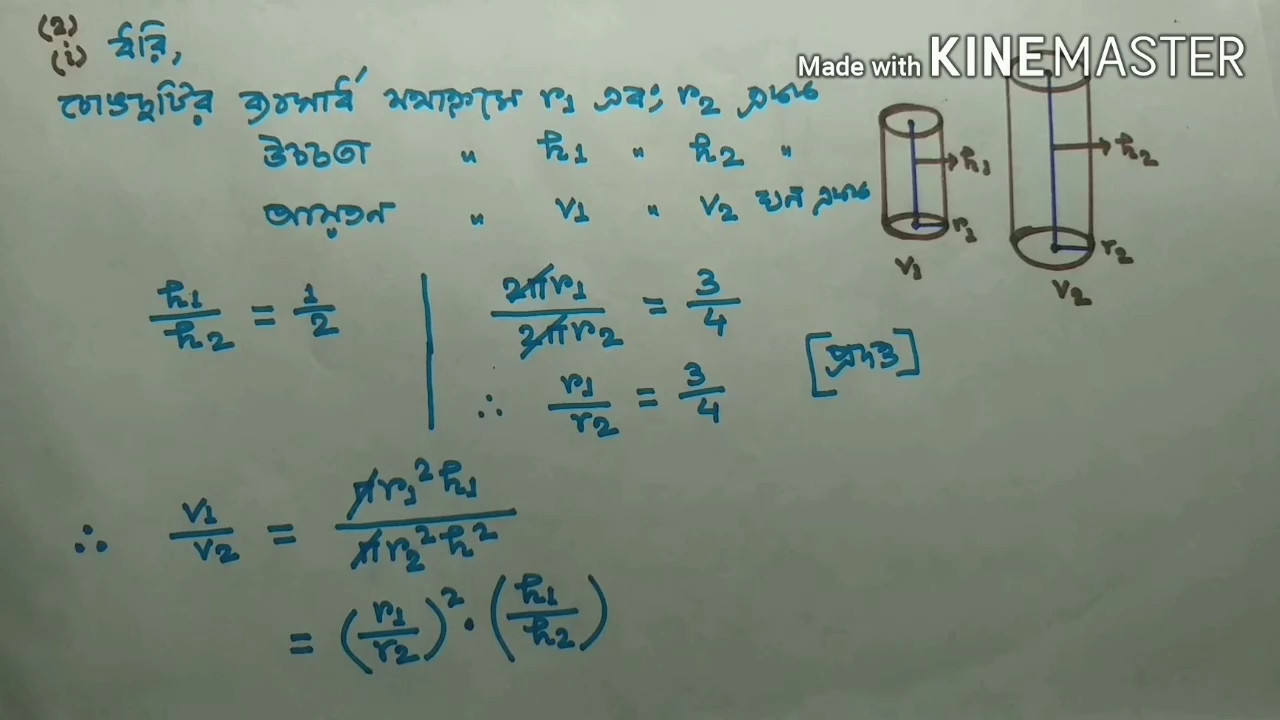 (2)
(i) ধরি,
Made with KINEMASTER
চোঙদুটির ব্যাসার্ধ যথাক্রমে r₁ এবং r₂ একক
উচ্চতা " h₁ " h₂ "
আয়তন " V₁ " V₂ ঘন একক
h₁ r₁ V₁
h₂ r₂ V₂
h₁/h₂ = 1/2 | 2πr₁/2πr₂ = 3/4
∴ r₁/r₂ = 3/4 [প্রদত্ত]
∴ V₁/V₂ = πr₁²h₁/πr₂²h²
= (r₁/r₂)² · (h₁/h₂)